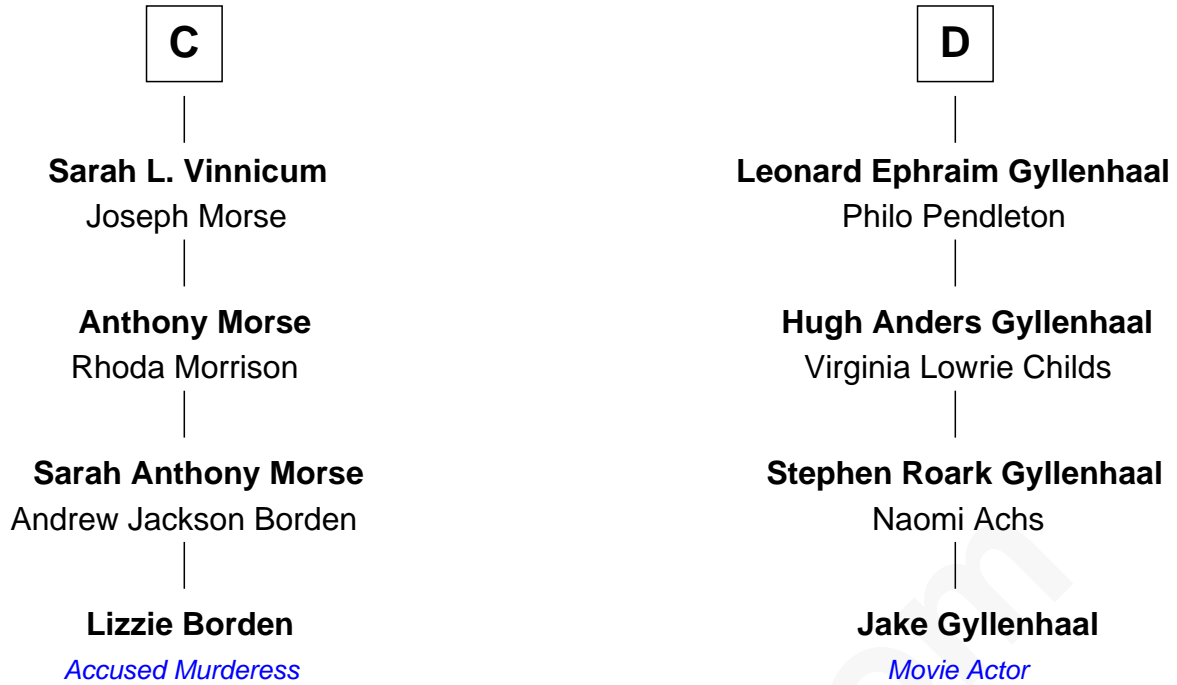 C
Sarah L. Vinnicum
Joseph Morse
Anthony Morse
Rhoda Morrison
Sarah Anthony Morse
Andrew Jackson Borden
Lizzie Borden
Accused Murderess
D
Leonard Ephraim Gyllenhaal
Philo Pendleton
Hugh Anders Gyllenhaal
Virginia Lowrie Childs
Stephen Roark Gyllenhaal
Naomi Achs
Jake Gyllenhaal
Movie Actor
om